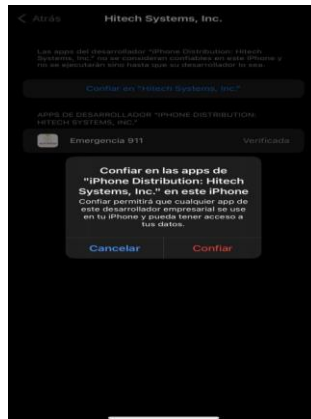 Atrás
Hitech Systems, Inc.
Las apps del desarrollador "iPhone Distribution: Hitech
Systems, Inc." no se consideran confiables en este iPhone y
no se ejecutarán sino hasta que su desarrollador lo sea.
Confiar en "Hitech Systems, Inc."
APPS DE DESARROLLADOR "IPHONE DISTRIBUTION:
HITECH SYSTEMS, INC."
Emergencia 911
Verificada
Confiar en las apps de
"iPhone Distribution: Hitech
Systems, Inc." en este iPhone
Confiar permitirá que cualquier app de
este desarrollador empresarial se use
en tu iPhone y pueda tener acceso a
tus datos.
Cancelar
Confiar